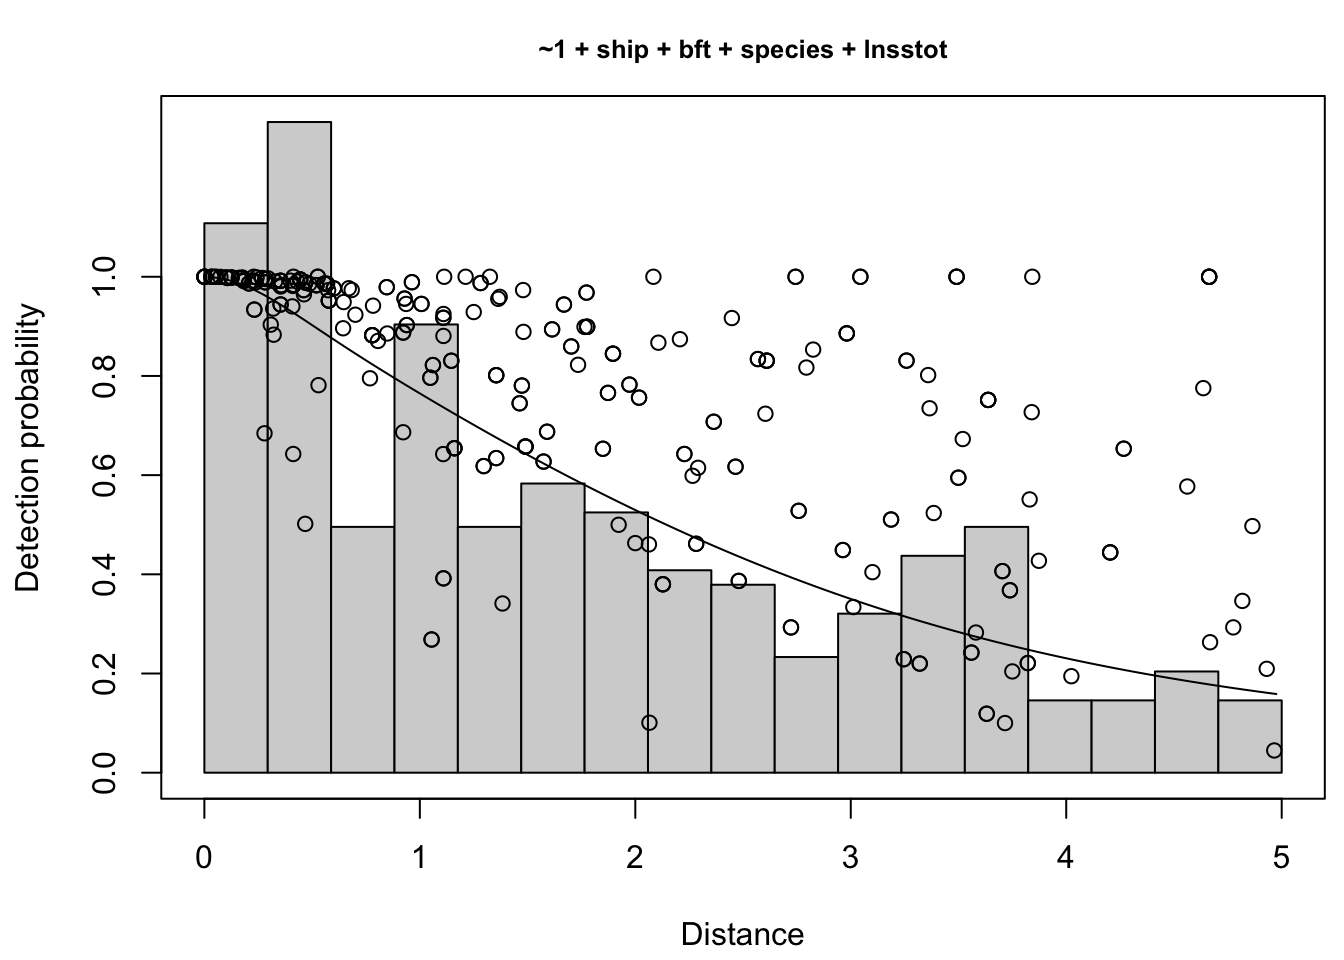 ~1 + ship + bft + species + lnsstot
Detection probability
1.0
0.8
0.6
0.4
0.2
0.0
0 1 2 3 4 5
Distance